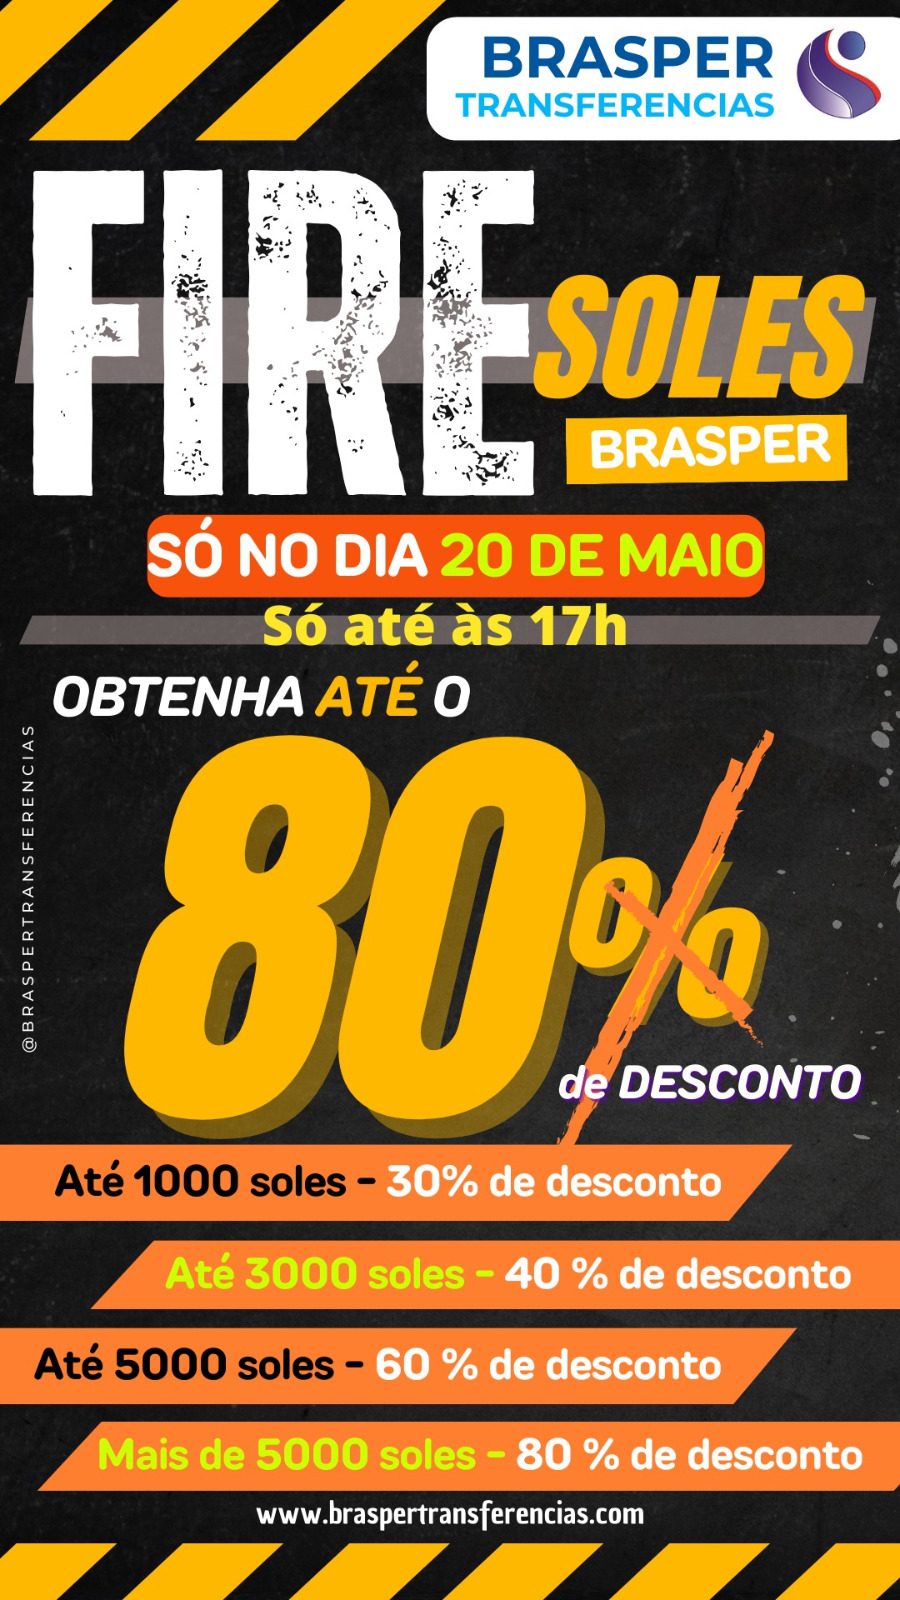 BRASPER
TRANSFERENCIAS
FIRE
SOLES
BRASPER
SÓ NO DIA 20 DE MAIO
Só até às 17h
OBTENHA ATÉ O
80%
de DESCONTO
@BRASPERTRANSFERENCIAS
Até 1000 soles - 30% de desconto
Até 3000 soles - 40 % de desconto
Até 5000 soles - 60 % de desconto
Mais de 5000 soles - 80 % de desconto
www.braspertransferencias.com